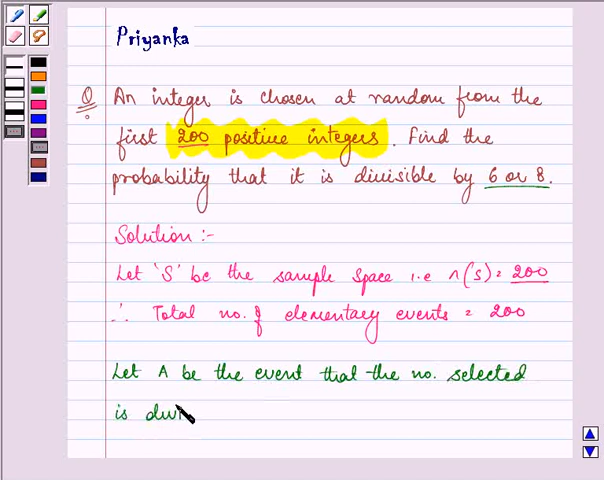 Priyanka
Q An integer is chosen at random from the
first 200 positive integers. Find the
probability that it is divisible by 6 or 8.
Solution :-
Let 'S' be the sample space i.e n(s) = 200
∴ Total no. of elementary events = 200
Let A be the event that the no. selected
is divi